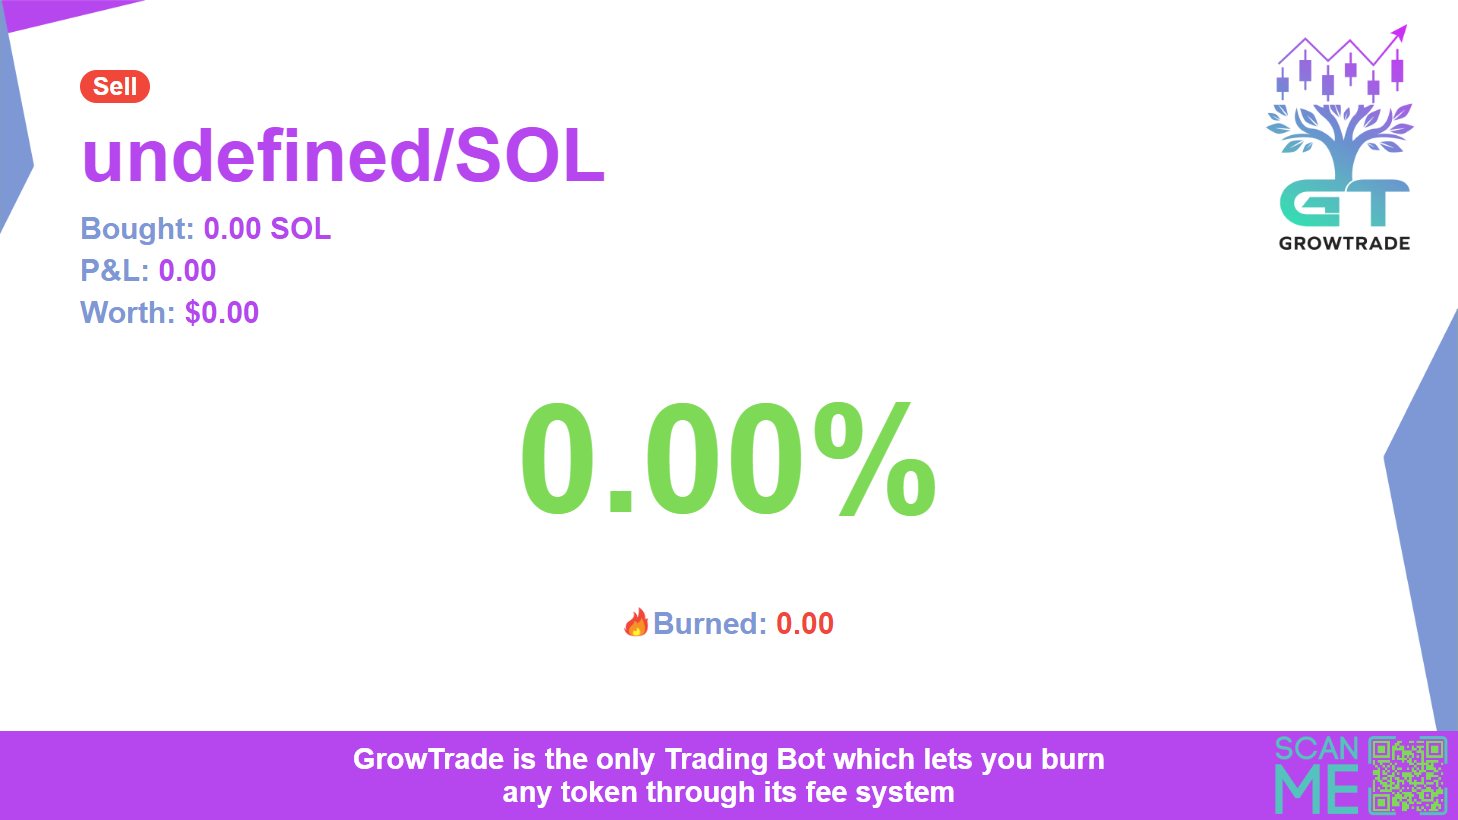 Sell
undefined/SOL
Bought: 0.00 SOL
P&L: 0.00
Worth: $0.00
GT
GROWTRADE
0.00%
🔥Burned: 0.00
GrowTrade is the only Trading Bot which lets you burn
any token through its fee system
SCAN
ME